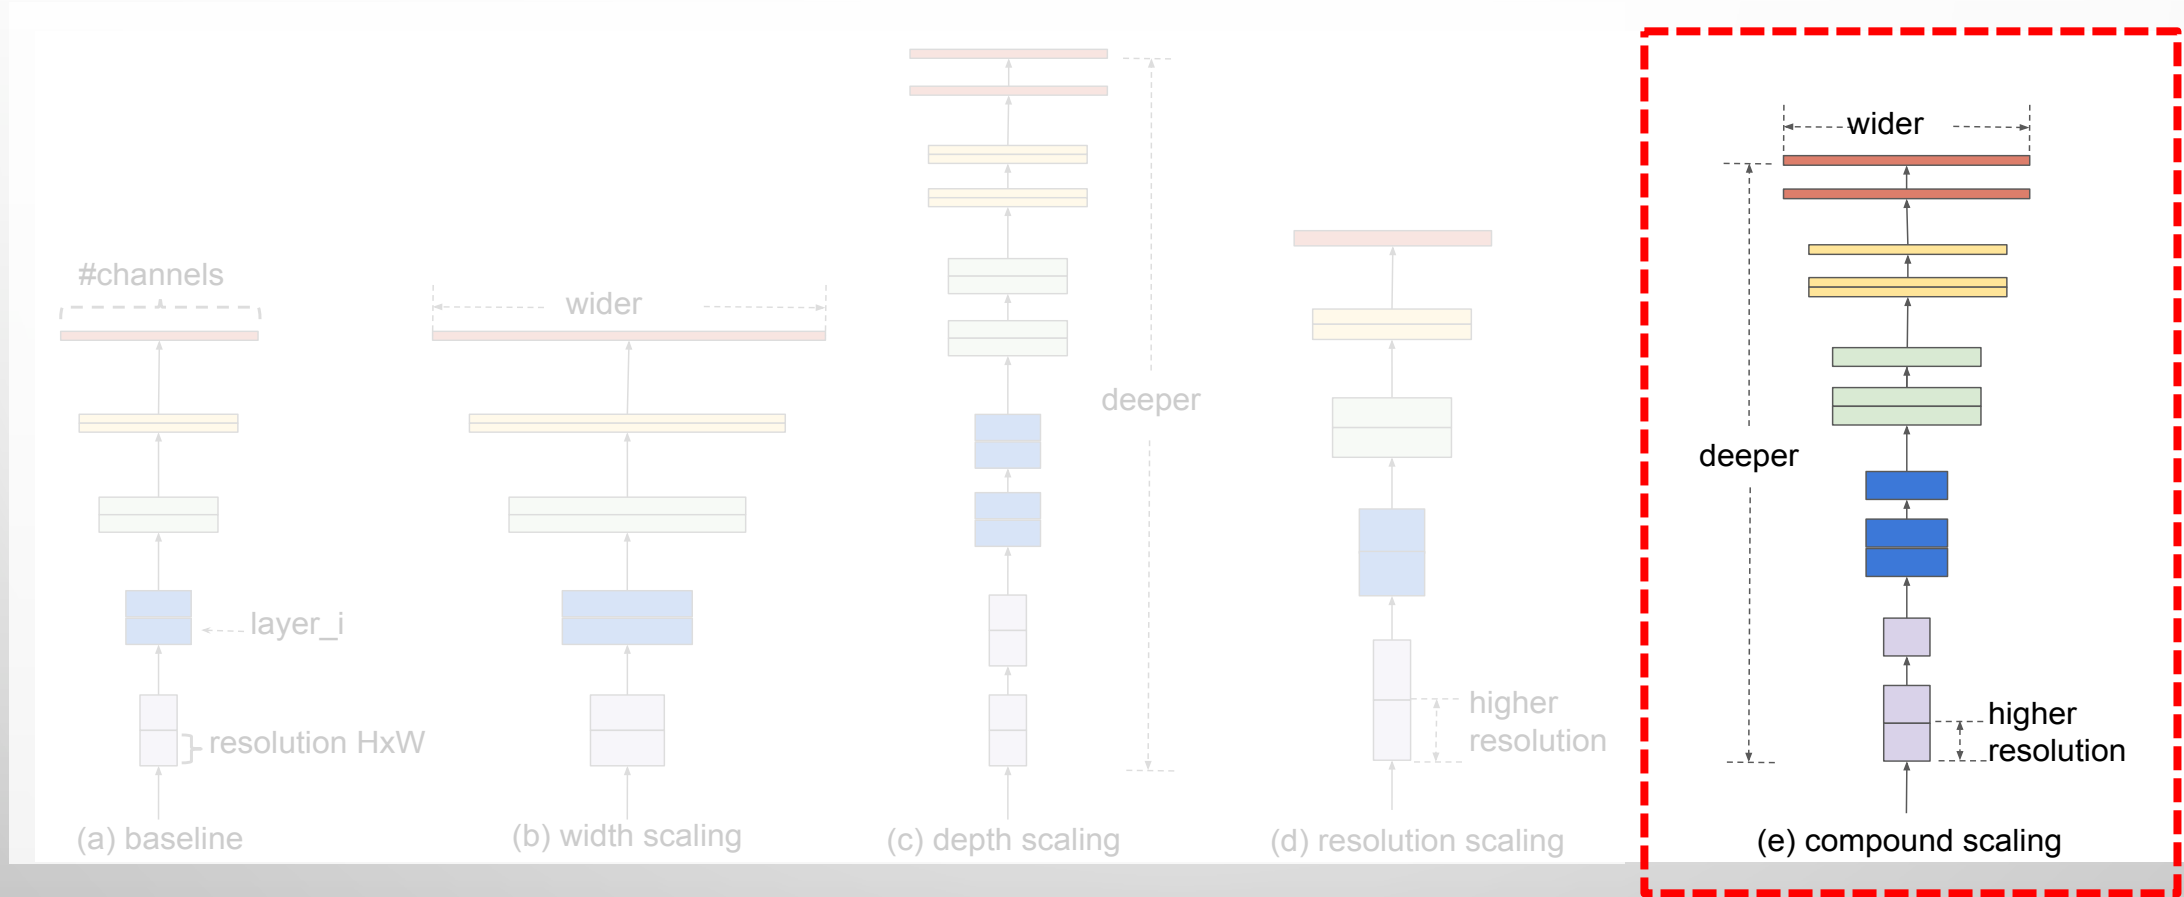 #channels
layer_i
resolution HxW
(a) baseline
wider
(b) width scaling
deeper
(c) depth scaling
higher
resolution
(d) resolution scaling
wider
deeper
higher
resolution
(e) compound scaling